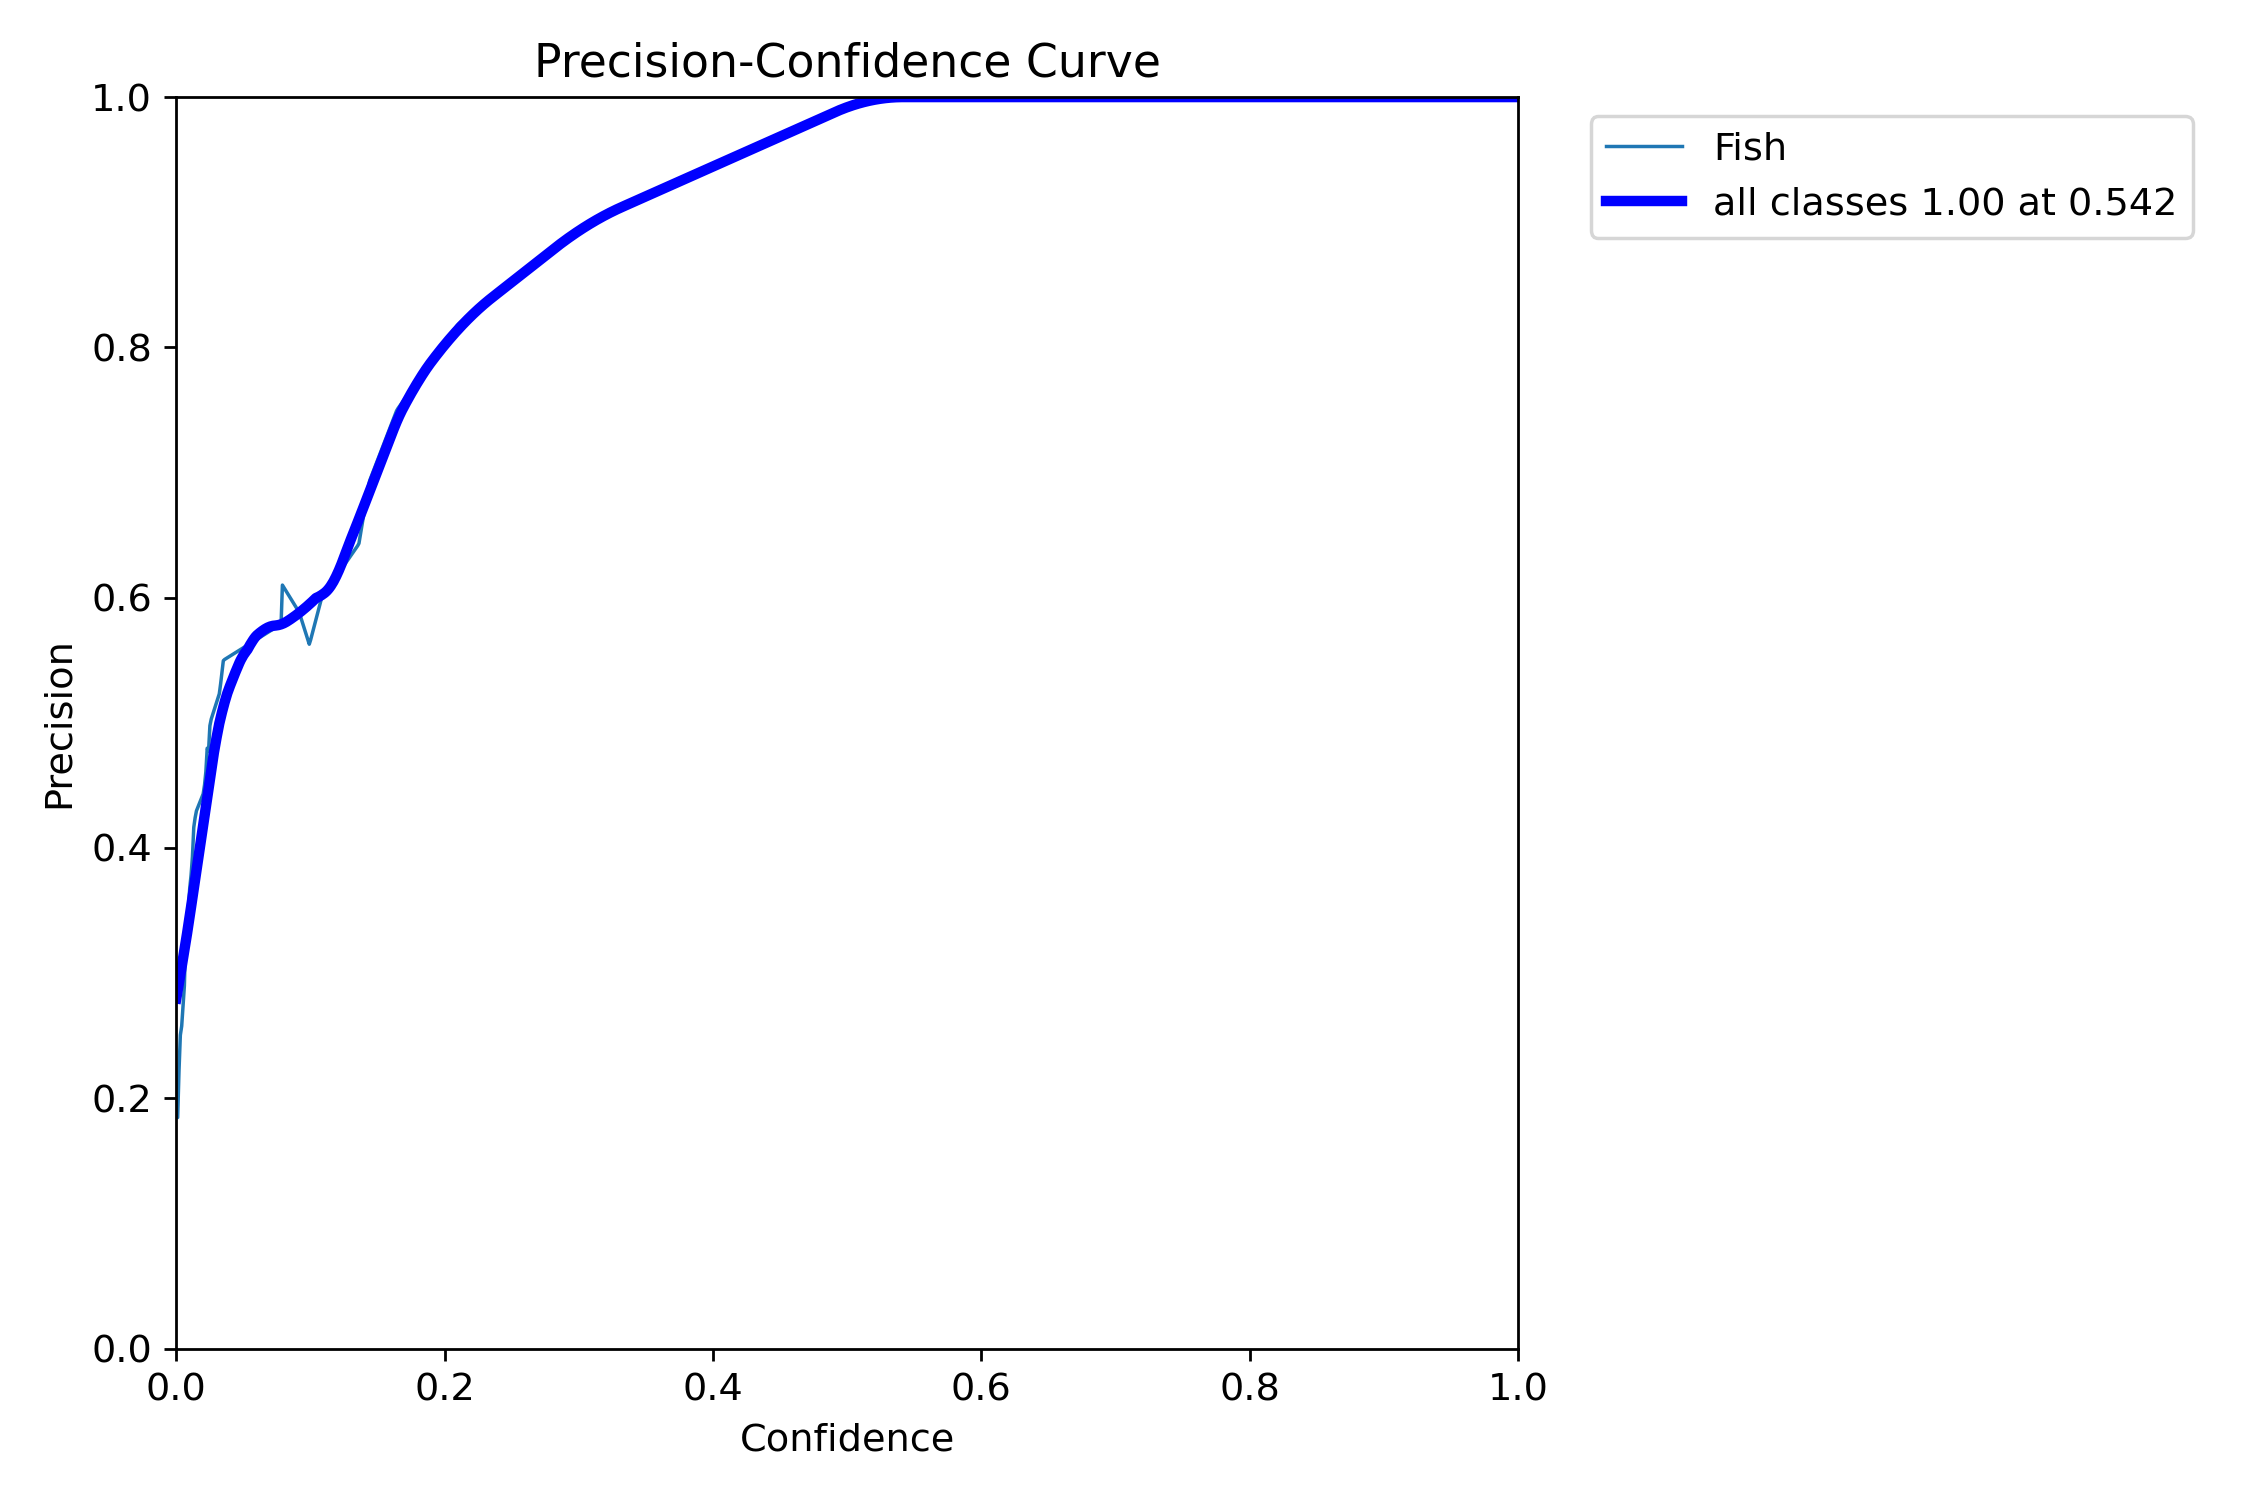 Precision-Confidence Curve
Fish
all classes 1.00 at 0.542
1.0
0.8
0.6
0.4
0.2
0.0
Precision
0.0 0.2 0.4 0.6 0.8 1.0
Confidence